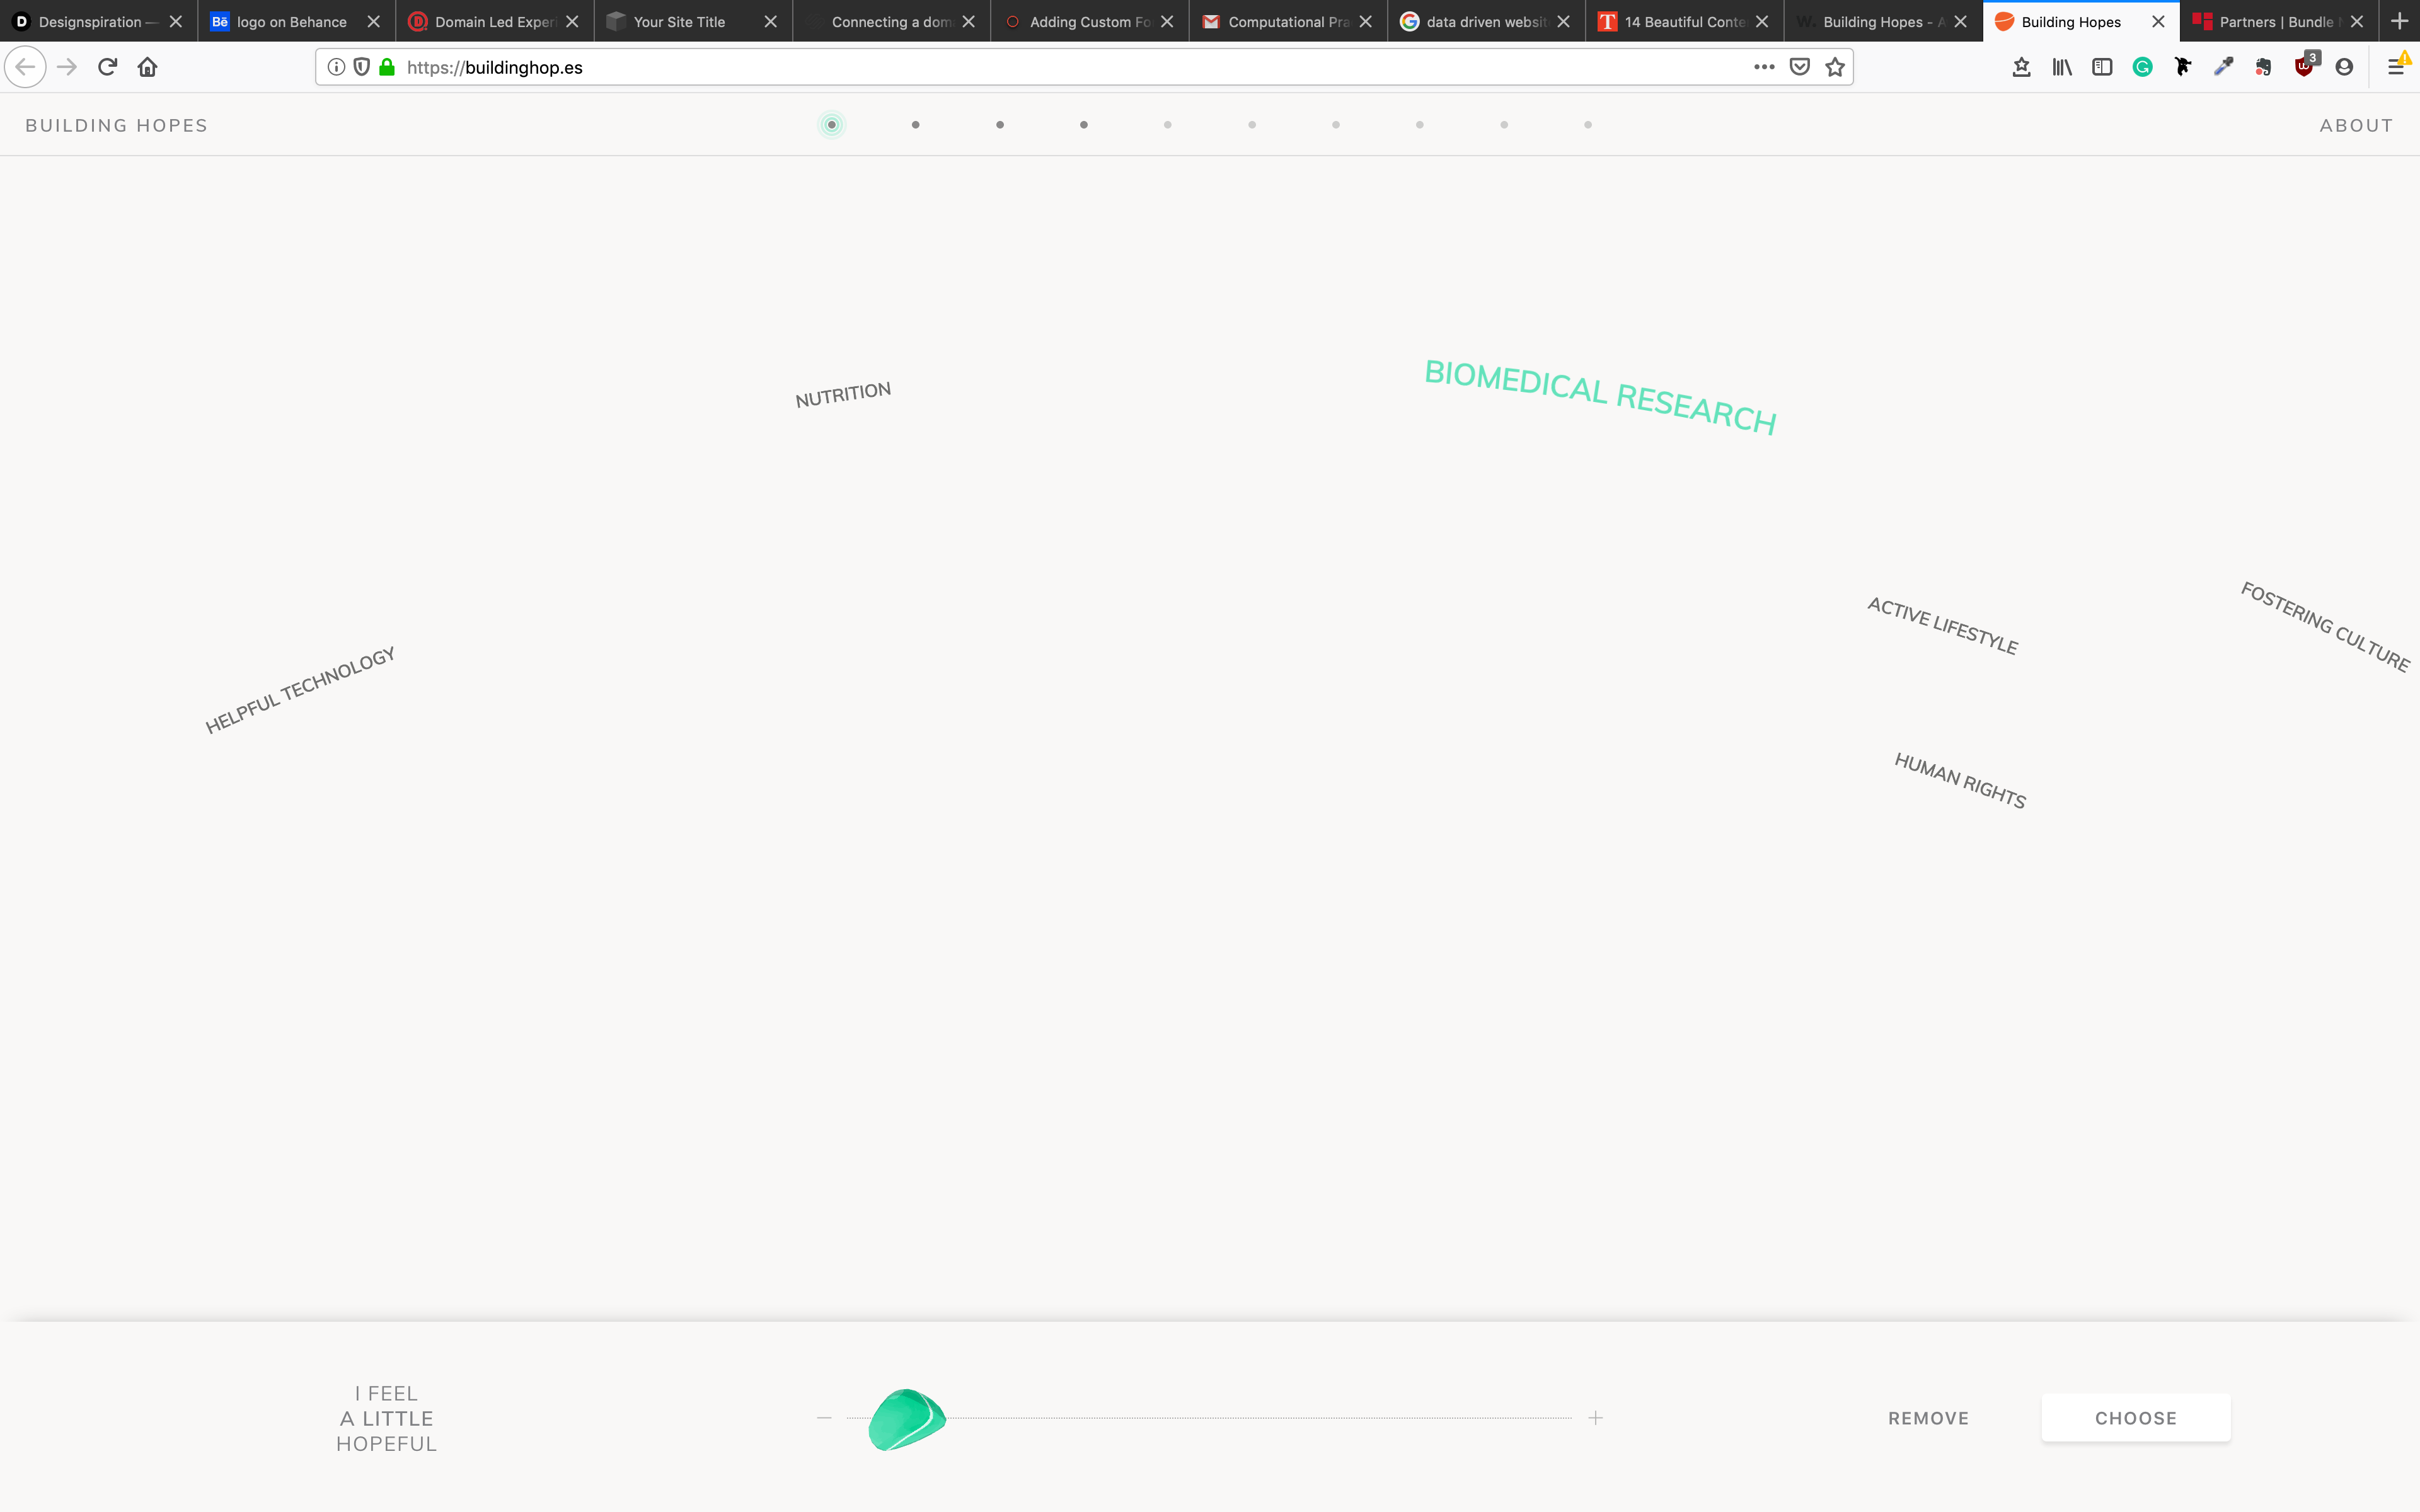 Designspiration —
logo on Behance
Domain Led Experi
Your Site Title
Connecting a dom
Adding Custom Fo
Computational Pra
data driven websit
14 Beautiful Conte
Building Hopes - A
Building Hopes
Partners | Bundle
https://buildinghop.es
3
BUILDING HOPES
ABOUT
NUTRITION
BIOMEDICAL RESEARCH
ACTIVE LIFESTYLE
FOSTERING CULTURE
HELPFUL TECHNOLOGY
HUMAN RIGHTS
I FEEL
A LITTLE
HOPEFUL
REMOVE
CHOOSE